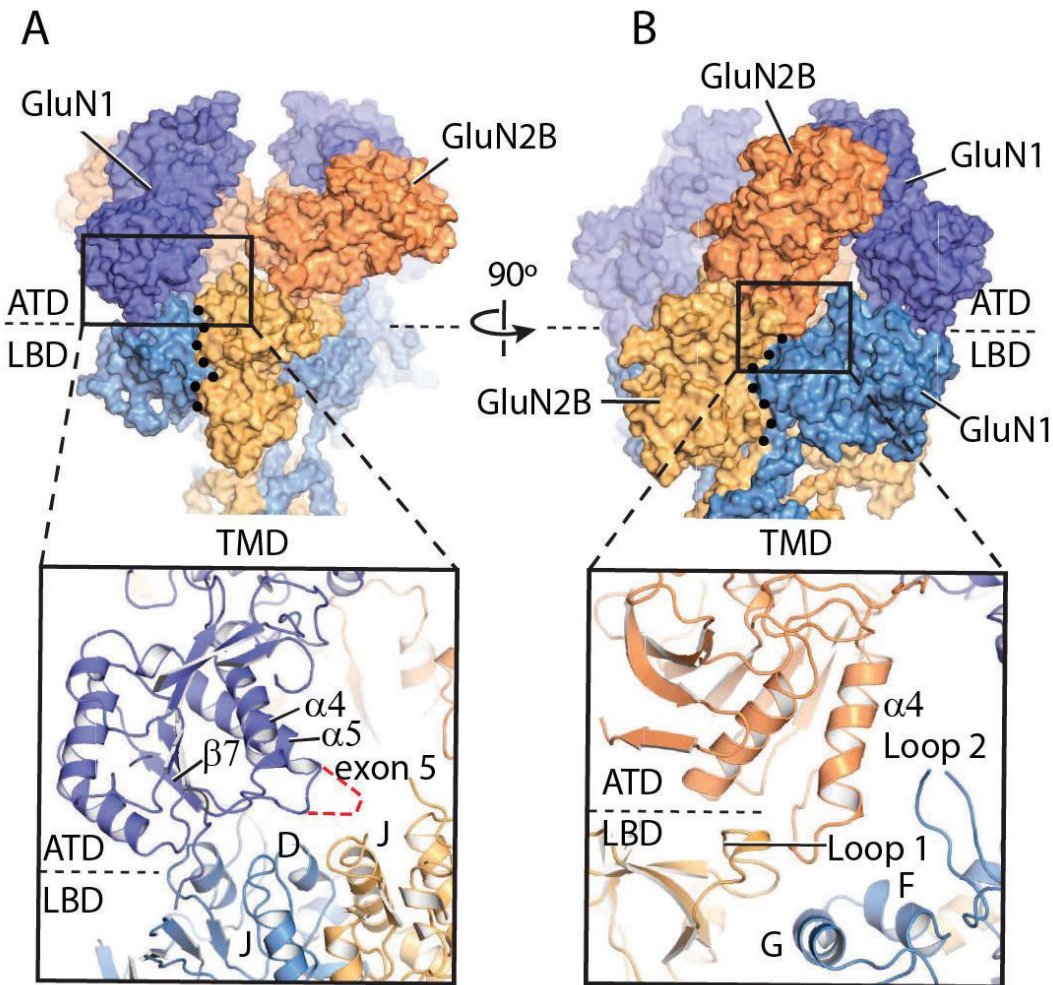 A
GluN1
GluN2B
ATD
LBD
90º
B
GluN2B
GluN1
ATD
LBD
GluN2B
GluN1
TMD
TMD
α4
α5
β7
exon 5
ATD
LBD
D
J
J
α4
Loop 2
ATD
LBD
Loop 1
F
G